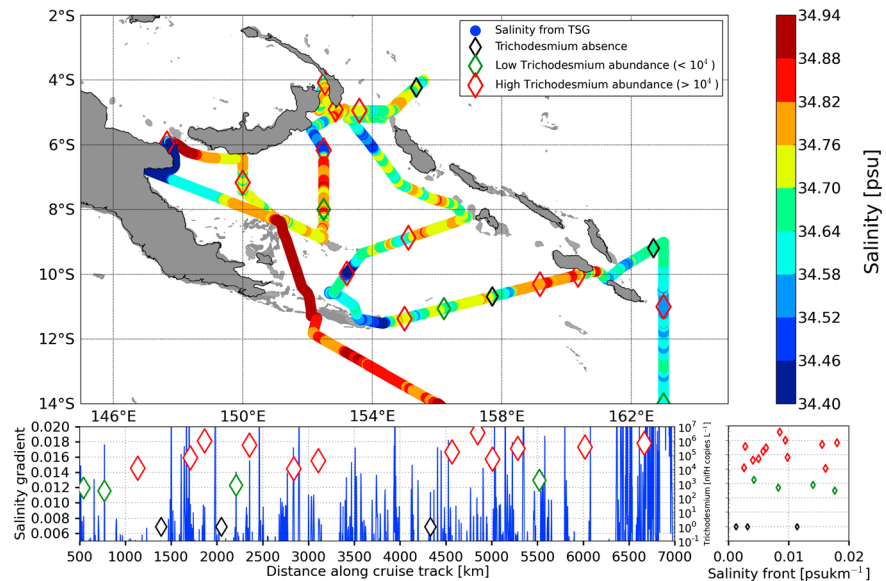 2°S
4°S
6°S
8°S
10°S
12°S
14°S
146°E 150°E 154°E 158°E 162°E
Salinity from TSG
Trichodesmium absence
Low Trichodesmium abundance (< 10⁴ )
High Trichodesmium abundance (> 10⁴ )
34.94
34.88
34.82
34.76
34.70
34.64
34.58
34.52
34.46
34.40
Salinity [psu]
Salinity gradient
0.020
0.018
0.016
0.014
0.012
0.010
0.008
0.006
500 1000 1500 2000 2500 3000 3500 4000 4500 5000 5500 6000 6500 7000
Distance along cruise track [km]
10⁷
10⁶
10⁵
10⁴
10³
10²
10¹
10⁰
10⁻¹
Trichodesmium [nifH copies L⁻¹]
0.00 0.01 0.02
Salinity front [psukm⁻¹]